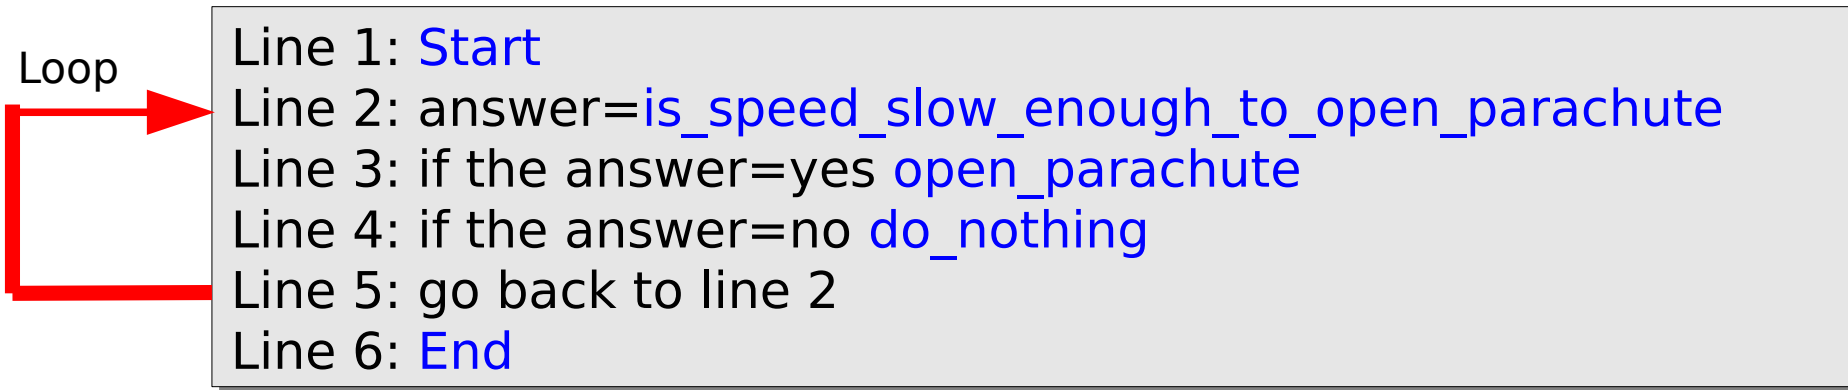 Loop
Line 1: Start
Line 2: answer=is_speed_slow_enough_to_open_parachute
Line 3: if the answer=yes open_parachute
Line 4: if the answer=no do_nothing
Line 5: go back to line 2
Line 6: End